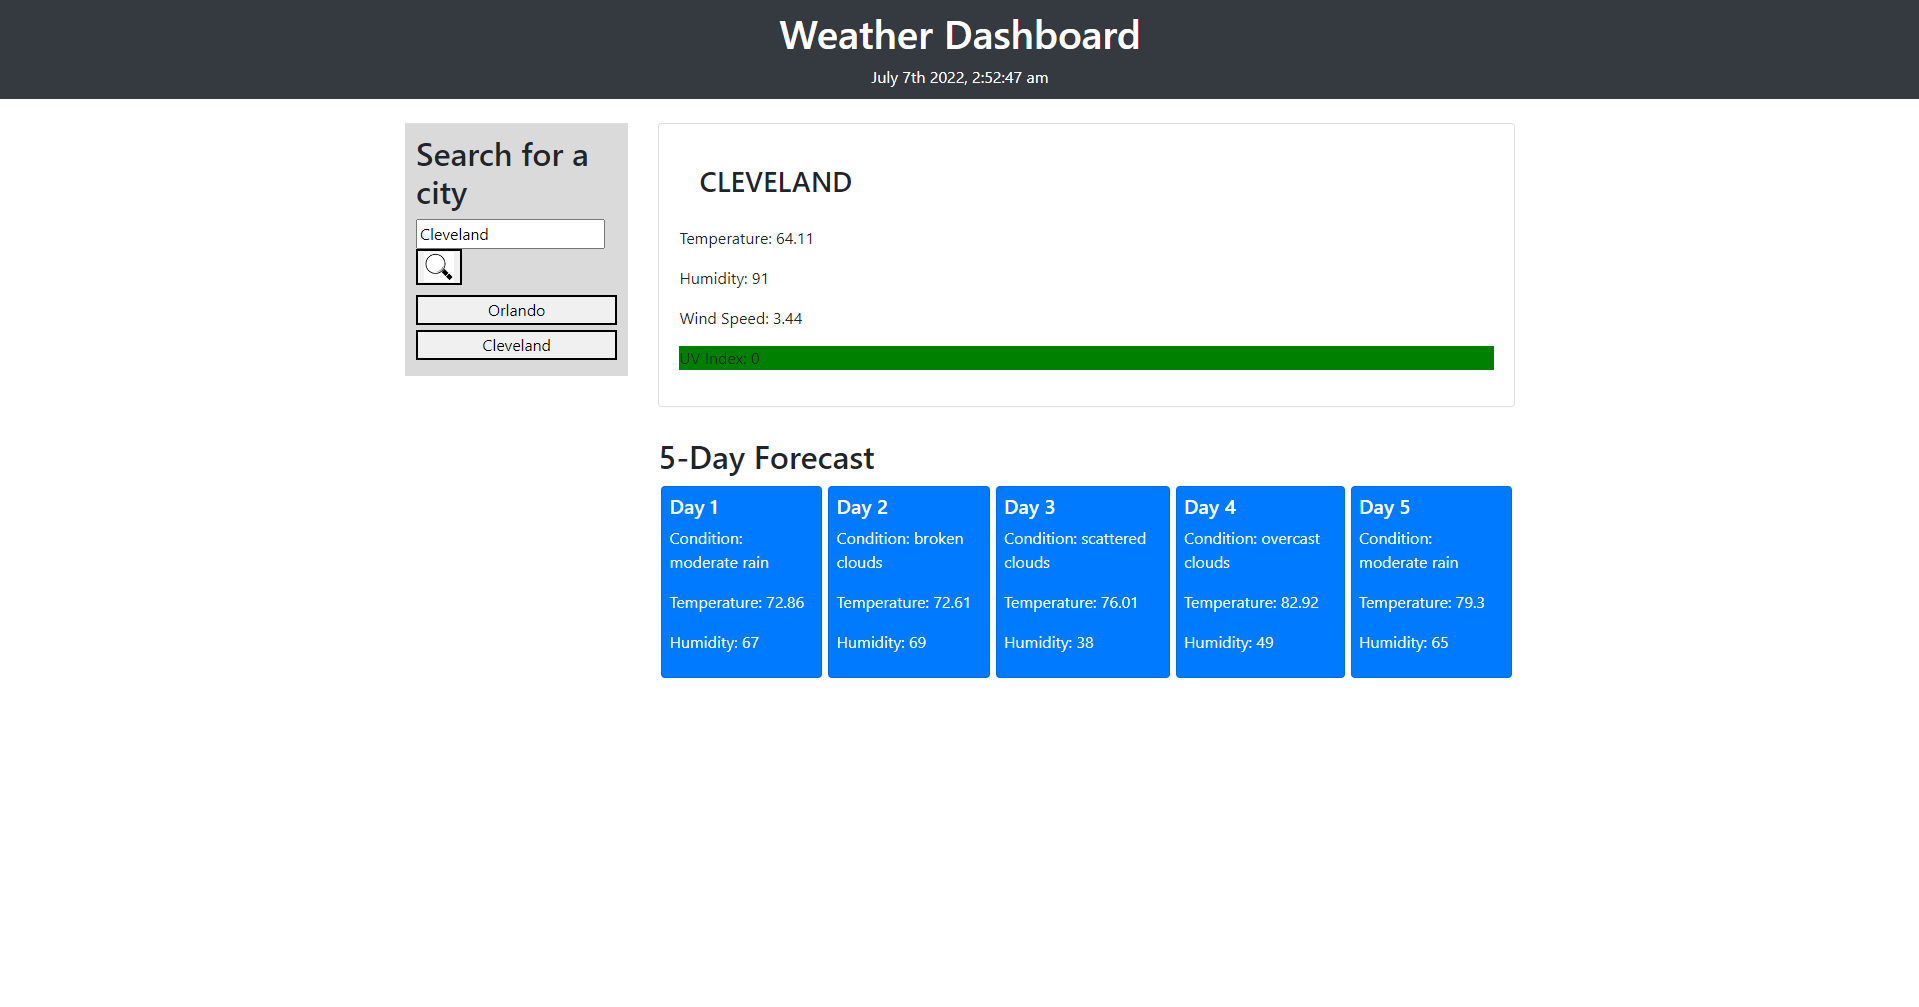 Weather Dashboard
July 7th 2022, 2:52:47 am
Search for a
city
Cleveland
Orlando
Cleveland
CLEVELAND
Temperature: 64.11
Humidity: 91
Wind Speed: 3.44
UV Index: 0
5-Day Forecast
Day 1
Condition:
moderate rain
Temperature: 72.86
Humidity: 67
Day 2
Condition: broken
clouds
Temperature: 72.61
Humidity: 69
Day 3
Condition: scattered
clouds
Temperature: 76.01
Humidity: 38
Day 4
Condition: overcast
clouds
Temperature: 82.92
Humidity: 49
Day 5
Condition:
moderate rain
Temperature: 79.3
Humidity: 65